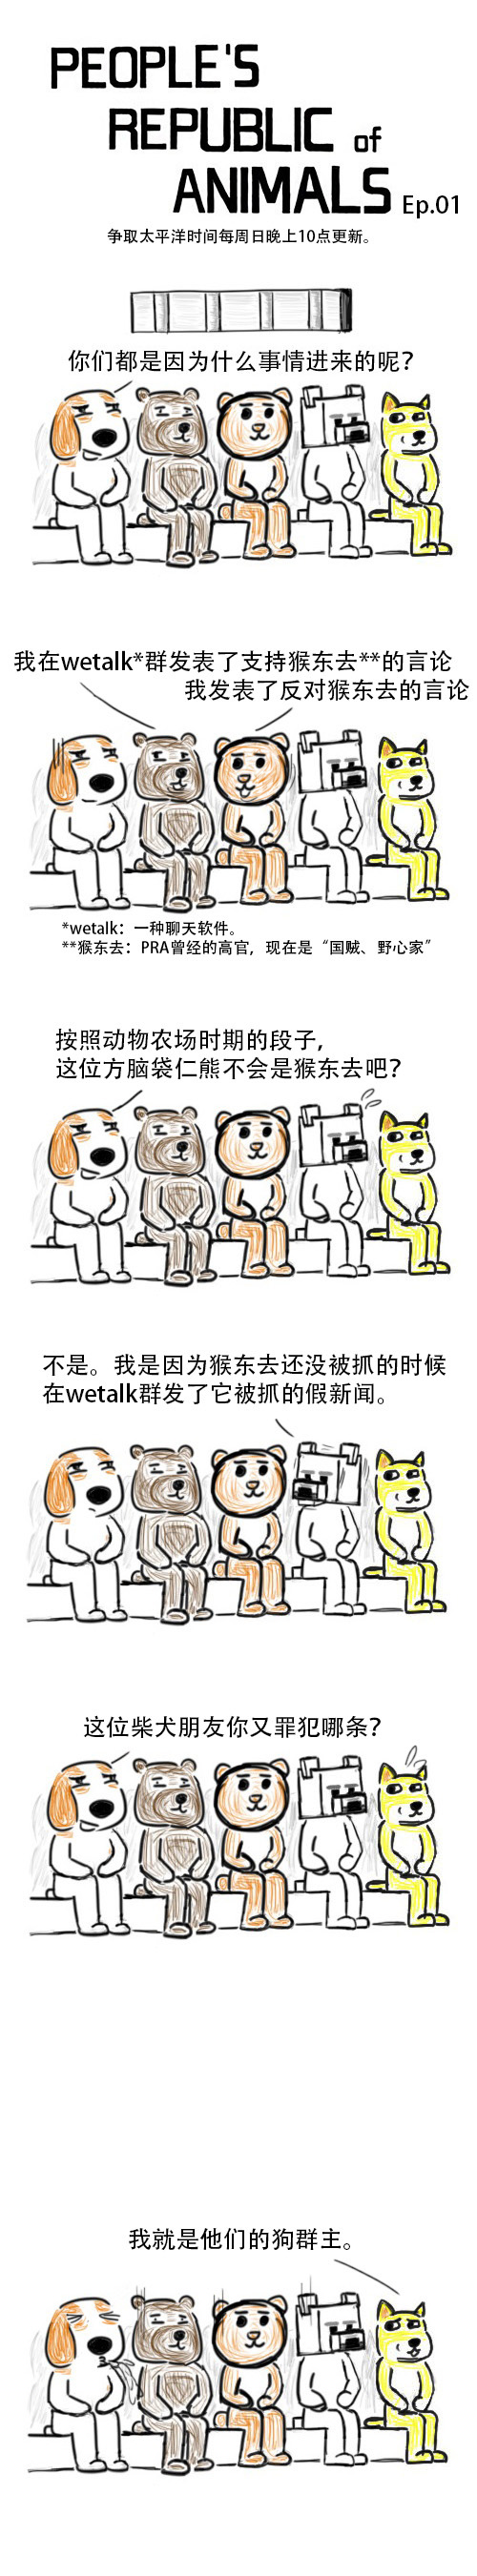 PEOPLE'S
REPUBLIC of
ANIMALS Ep.01
争取太平洋时间每周日晚上10点更新。
你们都是因为什么事情进来的呢？
我在wetalk*群发表了支持猴东去**的言论
我发表了反对猴东去的言论
*wetalk：一种聊天软件。
**猴东去：PRA曾经的高官，现在是“国贼、野心家”
按照动物农场时期的段子，
这位方脑袋仁熊不会是猴东去吧？
不是。我是因为猴东去还没被抓的时候
在wetalk群发了它被抓的假新闻。
这位柴犬朋友你又罪犯哪条？
我就是他们的狗群主。